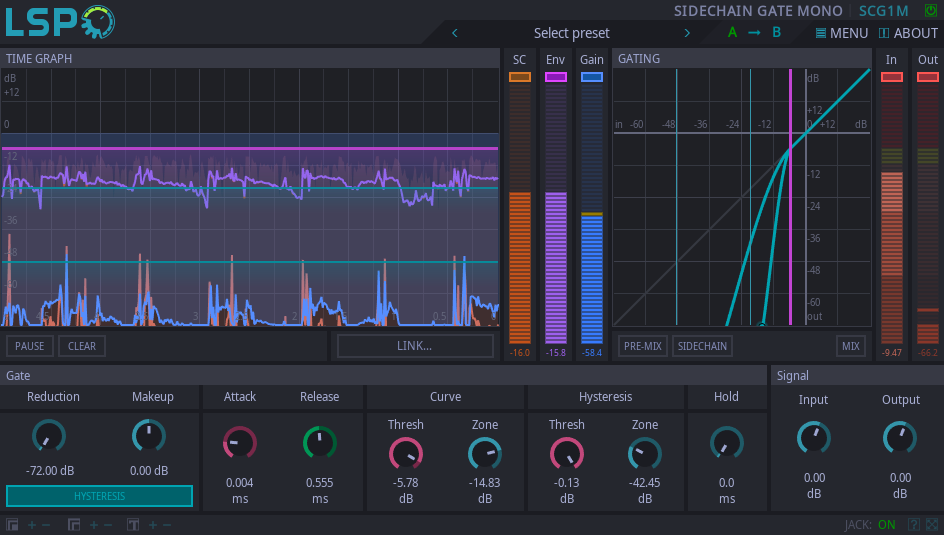 LSP
SIDECHAIN GATE MONO SCG1M
Select preset
A → B
MENU
ABOUT
TIME GRAPH
SC
Env
Gain
GATING
In
Out
dB
+12
0
-12
-36
-48
3
2
0.5
0
in -60 -48 -36 -24 -12 0 +12 dB
dB
+12
-12
-24
-36
-48
-60
out
PAUSE
CLEAR
LINK...
-16.0
-15.8
-58.4
PRE-MIX
SIDECHAIN
MIX
-9.47
-66.2
Gate
Signal
Reduction
Makeup
Attack
Release
Curve
Hysteresis
Hold
Input
Output
Thresh
Zone
Thresh
Zone
-72.00 dB
0.00 dB
0.004
ms
0.555
ms
-5.78
dB
-14.83
dB
-0.13
dB
-42.45
dB
0.0
ms
0.00
dB
0.00
dB
HYSTERESIS
JACK: ON